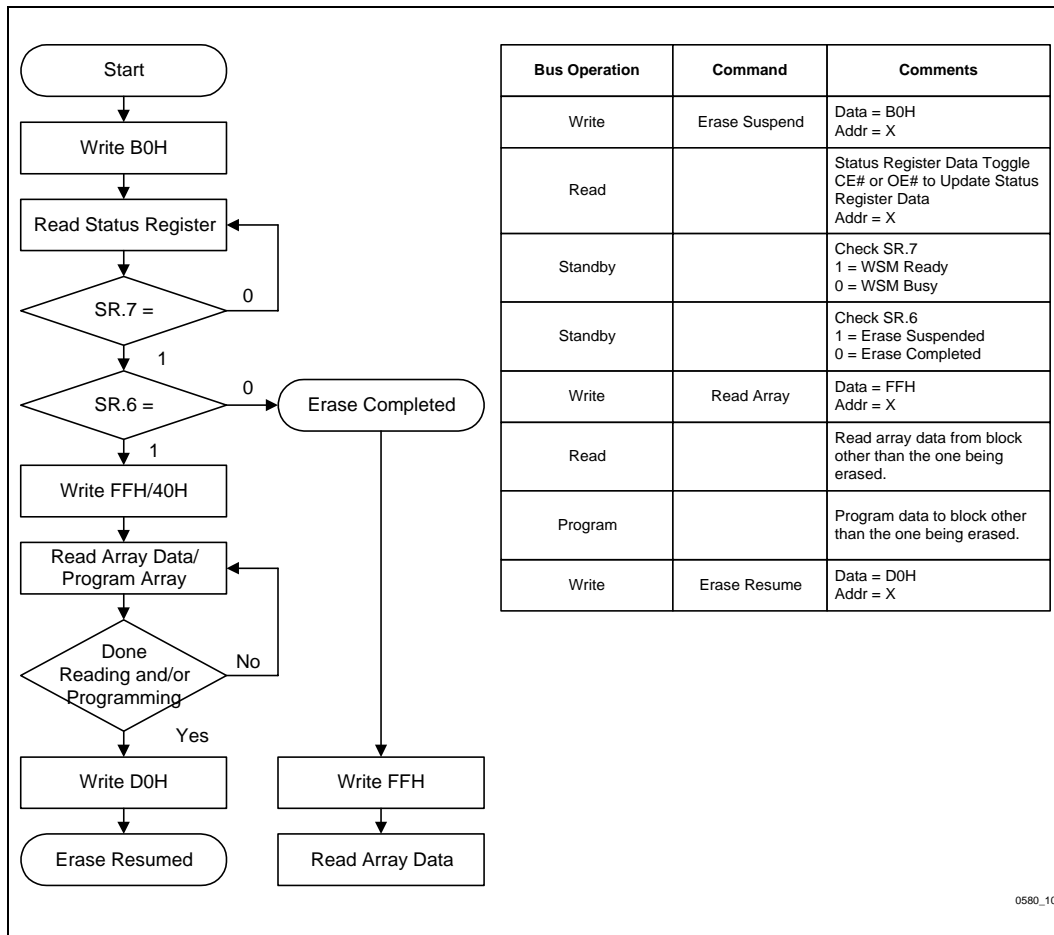 Start
Write B0H
Read Status Register
SR.7 =
0
1
SR.6 =
0
Erase Completed
1
Write FFH/40H
Read Array Data/
Program Array
Done
Reading and/or
Programming
No
Yes
Write D0H
Write FFH
Erase Resumed
Read Array Data
Bus Operation Command Comments
Write Erase Suspend Data = B0H
Addr = X
Read Status Register Data Toggle
CE# or OE# to Update Status
Register Data
Addr = X
Standby Check SR.7
1 = WSM Ready
0 = WSM Busy
Standby Check SR.6
1 = Erase Suspended
0 = Erase Completed
Write Read Array Data = FFH
Addr = X
Read Read array data from block
other than the one being
erased.
Program Program data to block other
than the one being erased.
Write Erase Resume Data = D0H
Addr = X
0580_10